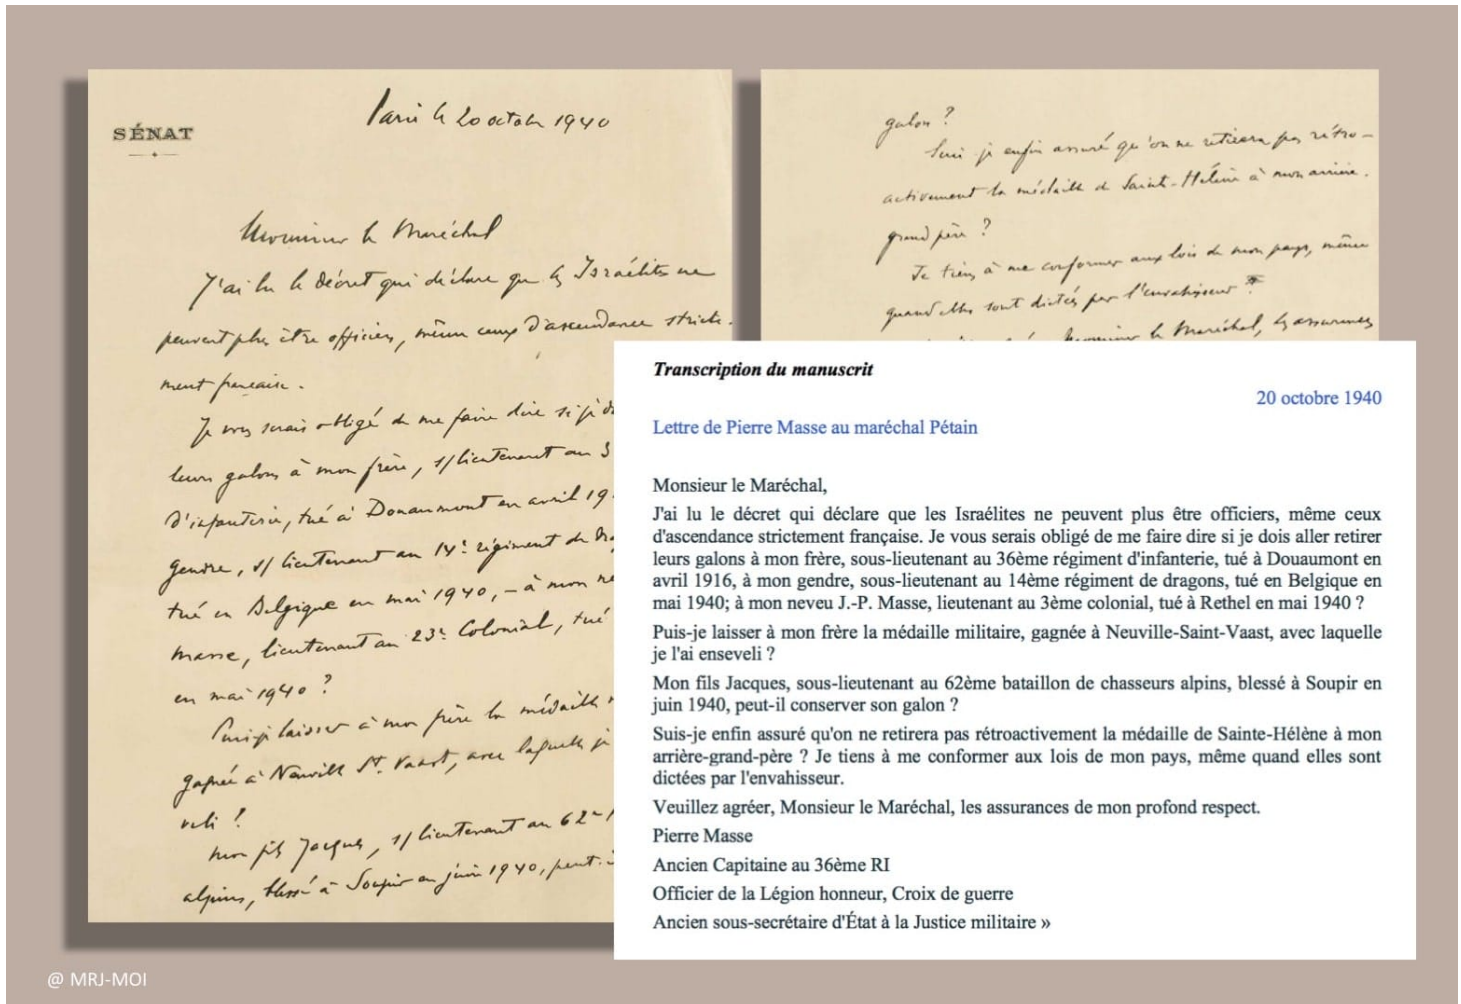 SÉNAT
Paris le 20 octobre 1940
Monsieur le Maréchal
J'ai lu le décret qui déclare que les Israélites ne
peuvent plus être officiers, même ceux d'ascendance stricte-
ment française.
Je vous serais obligé de me faire dire si je d
leurs galons à mon frère, s/lieutenant au 3
d'infanterie, tué à Douaumont en avril 19
gendre, s/lieutenant au 14e régiment de dra
tué en Belgique en mai 1940, – à mon ne
Masse, lieutenant au 23e Colonial, tué
en mai 1940 ?
Puis-je laisser à mon frère la médaille
gagnée à Neuville St. Vaast, avec laquelle je
veli ?
Mon fils Jacques, s/lieutenant au 62e
alpins, blessé à Soupir en juin 1940, peut-
galon ?
Suis-je enfin assuré qu'on ne retirera pas rétro-
activement la médaille de Sainte-Hélène à mon arrière-
grand père ?
Je tiens à me conformer aux lois de mon pays, même
quand elles sont dictées par l'envahisseur
Monsieur le Maréchal, les assurances
Transcription du manuscrit
20 octobre 1940
Lettre de Pierre Masse au maréchal Pétain
Monsieur le Maréchal,
J'ai lu le décret qui déclare que les Israélites ne peuvent plus être officiers, même ceux
d'ascendance strictement française. Je vous serais obligé de me faire dire si je dois aller retirer
leurs galons à mon frère, sous-lieutenant au 36ème régiment d'infanterie, tué à Douaumont en
avril 1916, à mon gendre, sous-lieutenant au 14ème régiment de dragons, tué en Belgique en
mai 1940; à mon neveu J.-P. Masse, lieutenant au 3ème colonial, tué à Rethel en mai 1940 ?
Puis-je laisser à mon frère la médaille militaire, gagnée à Neuville-Saint-Vaast, avec laquelle
je l'ai enseveli ?
Mon fils Jacques, sous-lieutenant au 62ème bataillon de chasseurs alpins, blessé à Soupir en
juin 1940, peut-il conserver son galon ?
Suis-je enfin assuré qu'on ne retirera pas rétroactivement la médaille de Sainte-Hélène à mon
arrière-grand-père ? Je tiens à me conformer aux lois de mon pays, même quand elles sont
dictées par l'envahisseur.
Veuillez agréer, Monsieur le Maréchal, les assurances de mon profond respect.
Pierre Masse
Ancien Capitaine au 36ème RI
Officier de la Légion honneur, Croix de guerre
Ancien sous-secrétaire d'État à la Justice militaire »
@ MRJ-MOI